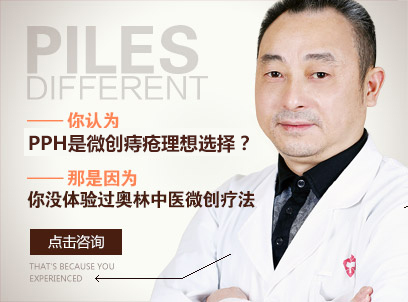 PILES
DIFFERENT
你认为
PPH是微创痔疮理想选择？
那是因为
你没体验过奥林中医微创疗法
点击咨询
THAT'S BECAUSE YOU
EXPERIENCED